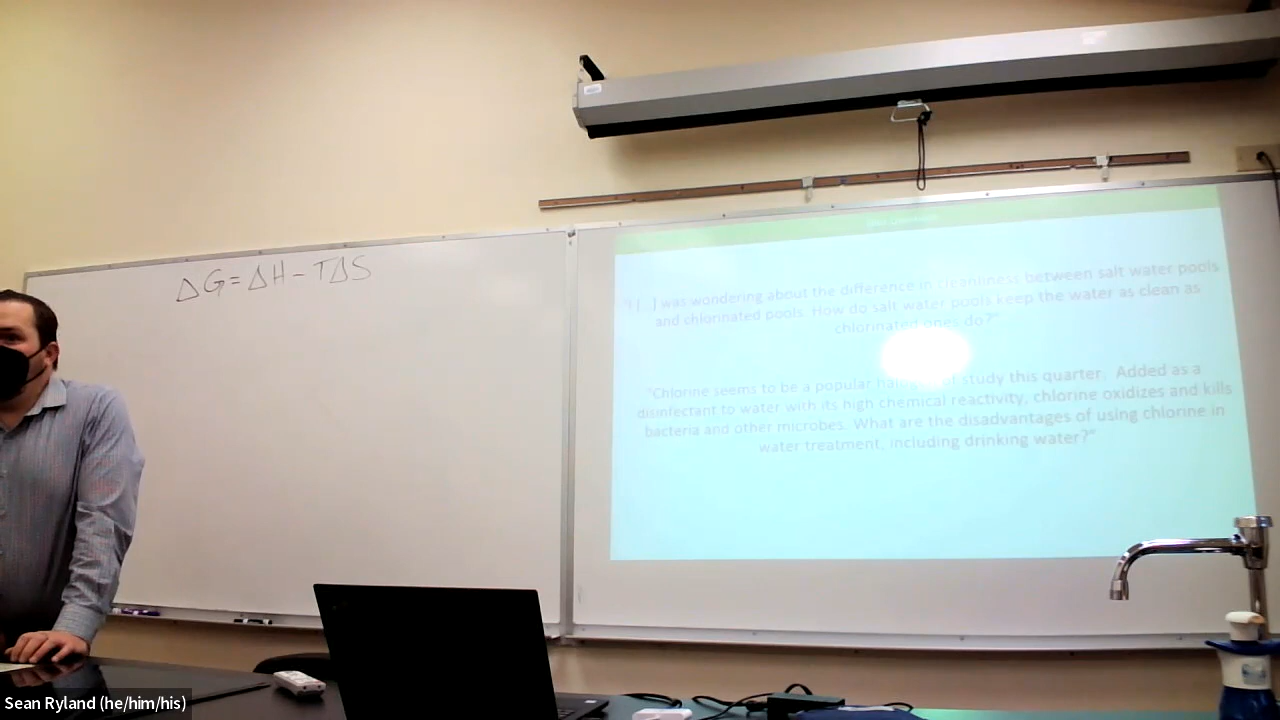 ΔG=ΔH-TΔS
I was wondering about the difference in cleanliness between salt water pools
and chlorinated pools. How do salt water pools keep the water as clean as
chlorinated ones do?"
"Chlorine seems to be a popular study this quarter. Added as a
disinfectant to water with its high chemical reactivity, chlorine oxidizes and kills
bacteria and other microbes. What are the disadvantages of using chlorine in
water treatment, including drinking water?"
Sean Ryland (he/him/his)